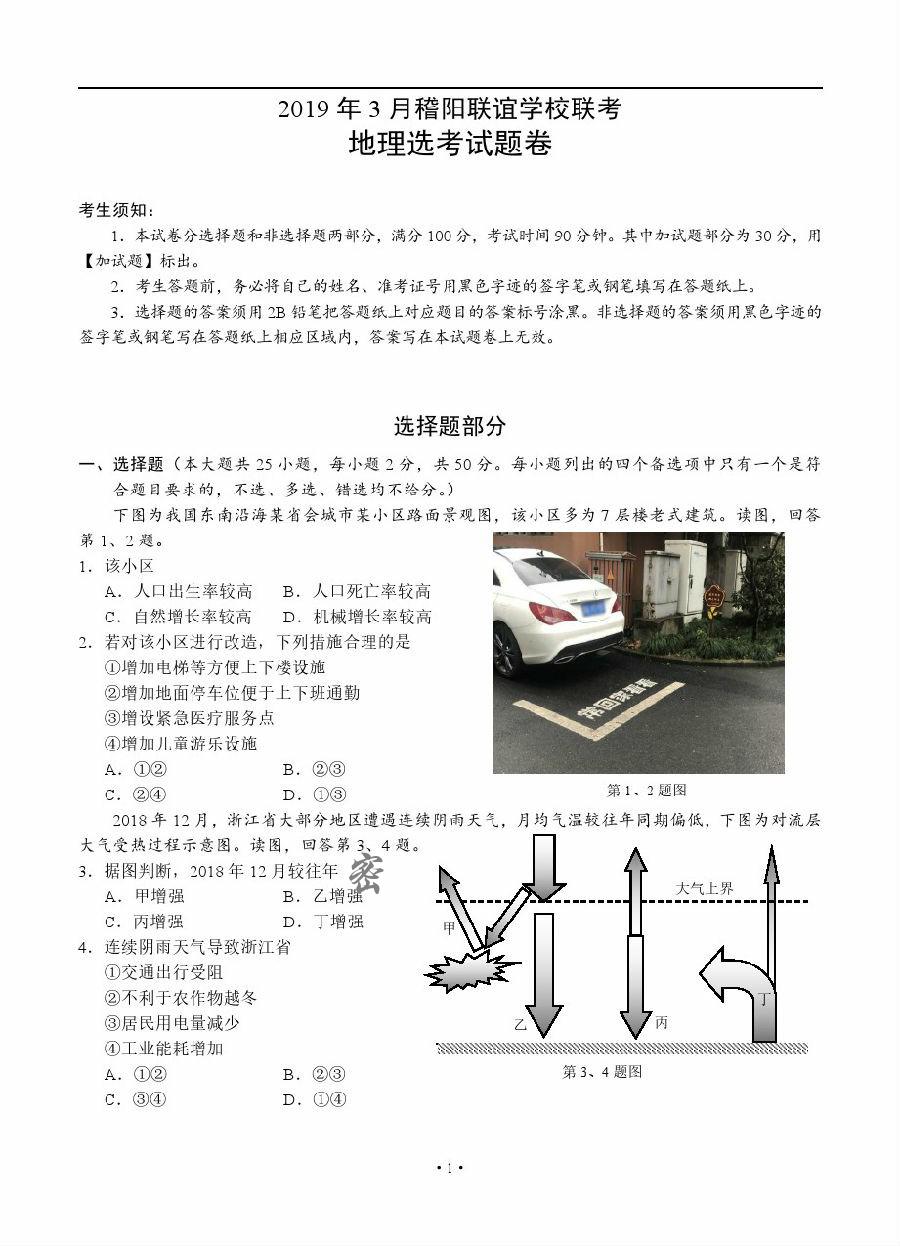 2019 年 3 月稽阳联谊学校联考
地理选考试题卷
考生须知：
1．本试卷分选择题和非选择题两部分，满分 100 分，考试时间 90 分钟。其中加试题部分为 30 分，用
【加试题】标出。
2．考生答题前，务必将自己的姓名、准考证号用黑色字迹的签字笔或钢笔填写在答题纸上。
3．选择题的答案须用 2B 铅笔把答题纸上对应题目的答案标号涂黑。非选择题的答案须用黑色字迹的
签字笔或钢笔写在答题纸上相应区域内，答案写在本试题卷上无效。
选择题部分
一、选择题（本大题共 25 小题，每小题 2 分，共 50 分。每小题列出的四个备选项中只有一个是符
合题目要求的，不选、多选、错选均不给分。）
下图为我国东南沿海某省会城市某小区路面景观图，该小区多为 7 层楼老式建筑。读图，回答
第 1、2 题。
1．该小区
A．人口出生率较高 B．人口死亡率较高
C．自然增长率较高 D．机械增长率较高
2．若对该小区进行改造，下列措施合理的是
①增加电梯等方便上下楼设施
②增加地面停车位便于上下班通勤
③增设紧急医疗服务点
④增加儿童游乐设施
A．①② B．②③
C．②④ D．①③
常回家看看
第 1、2 题图
2018 年 12 月，浙江省大部分地区遭遇连续阴雨天气，月均气温较往年同期偏低．下图为对流层
大气受热过程示意图。读图，回答第 3、4 题。
3．据图判断，2018 年 12 月较往年
A．甲增强 B．乙增强
C．丙增强 D．丁增强
密
4．连续阴雨天气导致浙江省
①交通出行受阻
②不利于农作物越冬
③居民用电量减少
④工业能耗增加
A．①② B．②③
C．③④ D．①④
大气上界
甲
乙
丙
丁
第 3、4 题图
·1·